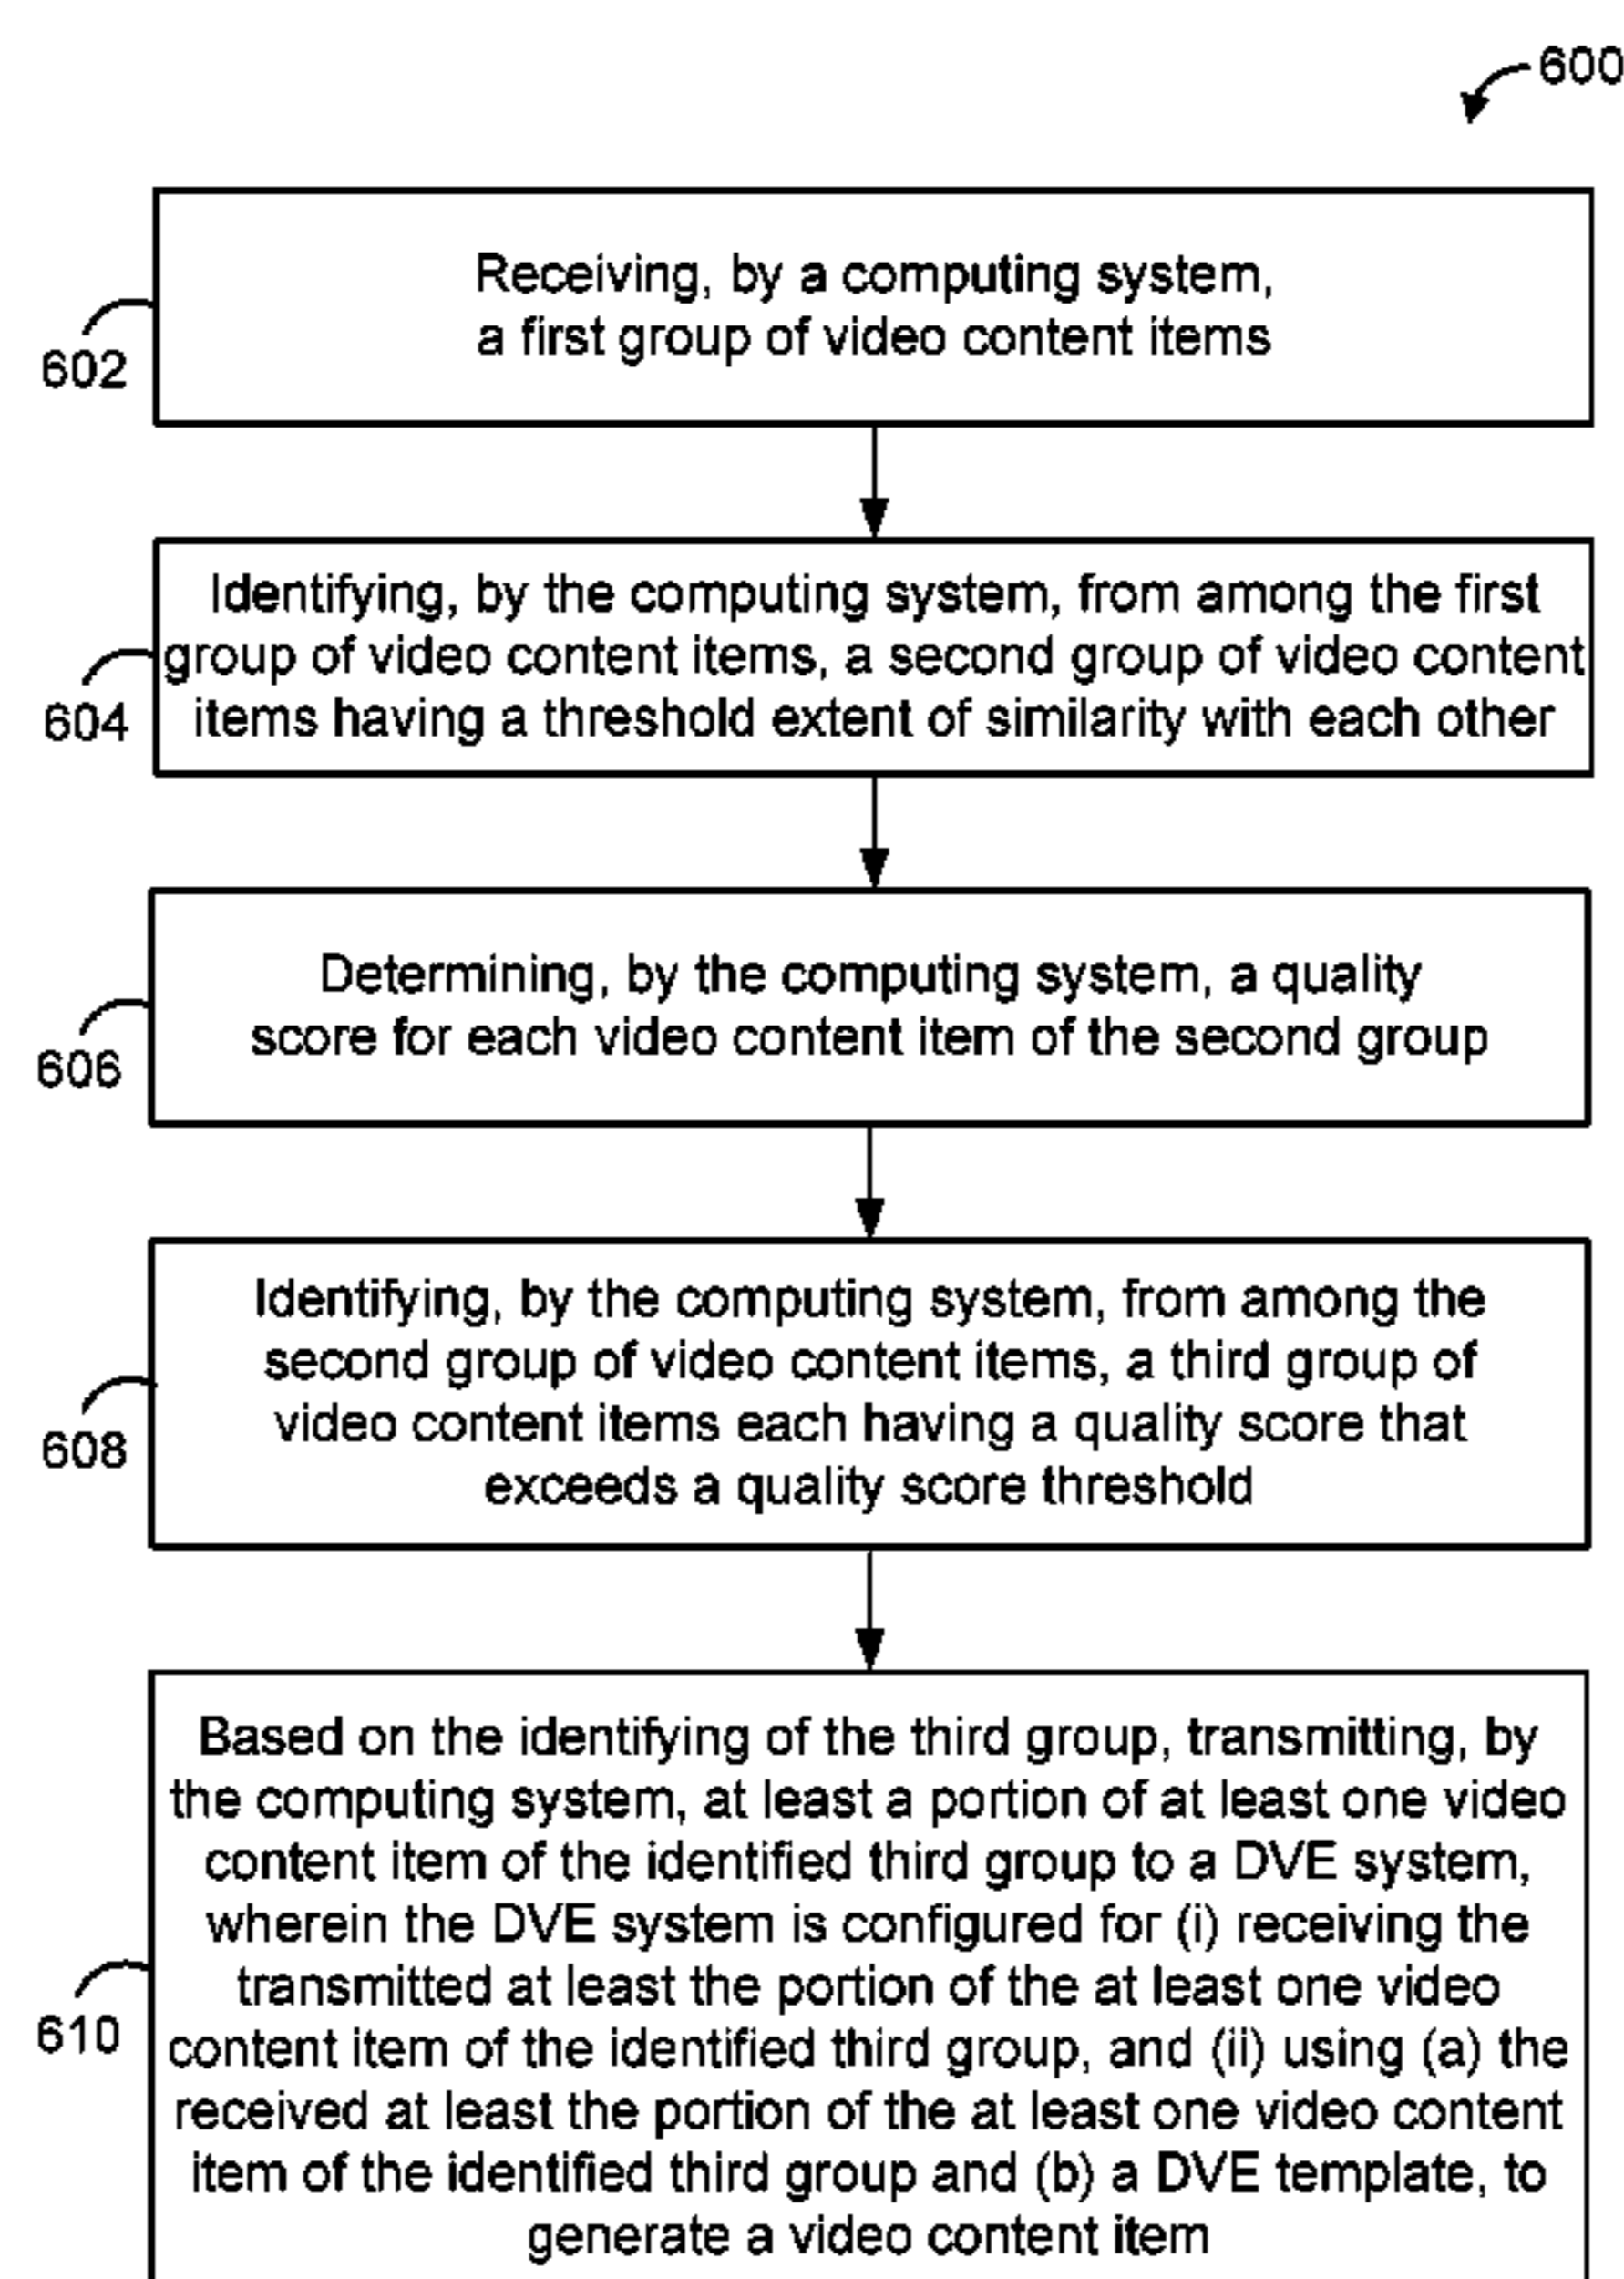 600
Receiving, by a computing system,
a first group of video content items
602
Identifying, by the computing system, from among the first
group of video content items, a second group of video content
items having a threshold extent of similarity with each other
604
Determining, by the computing system, a quality
score for each video content item of the second group
606
Identifying, by the computing system, from among the
second group of video content items, a third group of
video content items each having a quality score that
exceeds a quality score threshold
608
Based on the identifying of the third group, transmitting, by
the computing system, at least a portion of at least one video
content item of the identified third group to a DVE system,
wherein the DVE system is configured for (i) receiving the
transmitted at least the portion of the at least one video
content item of the identified third group, and (ii) using (a) the
received at least the portion of the at least one video content
item of the identified third group and (b) a DVE template, to
generate a video content item
610